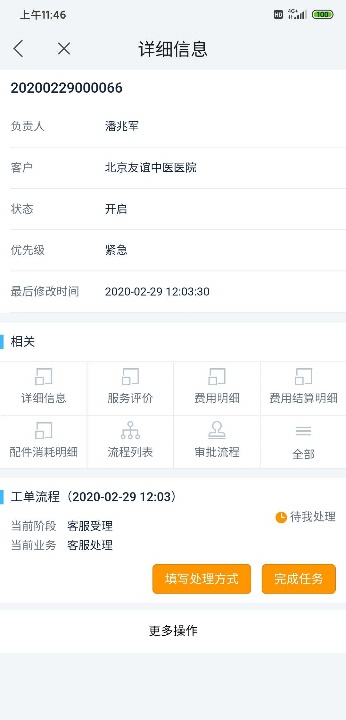 上午11:46
HD 4G+ 100
详细信息
20200229000066
负责人 潘兆军
客户 北京友谊中医医院
状态 开启
优先级 紧急
最后修改时间 2020-02-29 12:03:30
相关
详细信息 服务评价 费用明细 费用结算明细
配件消耗明细 流程列表 审批流程 全部
工单流程（2020-02-29 12:03）
待我处理
当前阶段 客服受理
当前业务 客服处理
填写处理方式 完成任务
更多操作